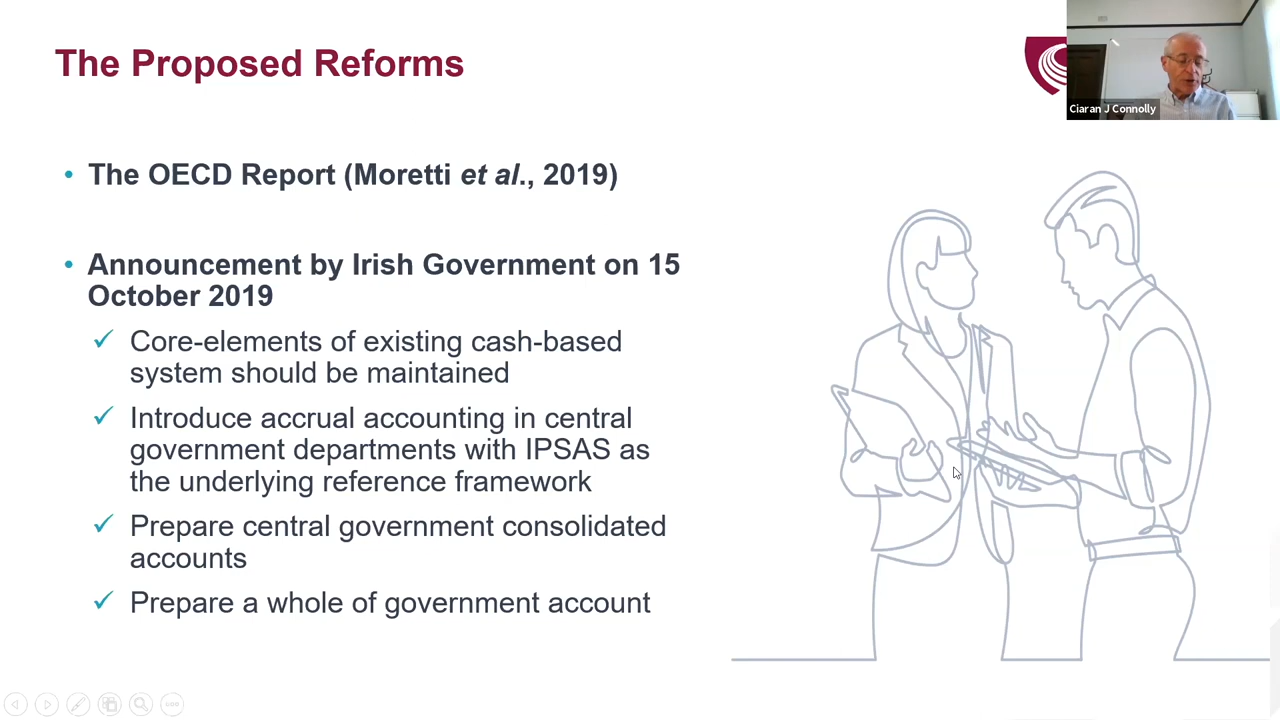 The Proposed Reforms
Ciaran J Connolly
• The OECD Report (Moretti et al., 2019)
• Announcement by Irish Government on 15
October 2019
✓ Core-elements of existing cash-based
system should be maintained
✓ Introduce accrual accounting in central
government departments with IPSAS as
the underlying reference framework
✓ Prepare central government consolidated
accounts
✓ Prepare a whole of government account